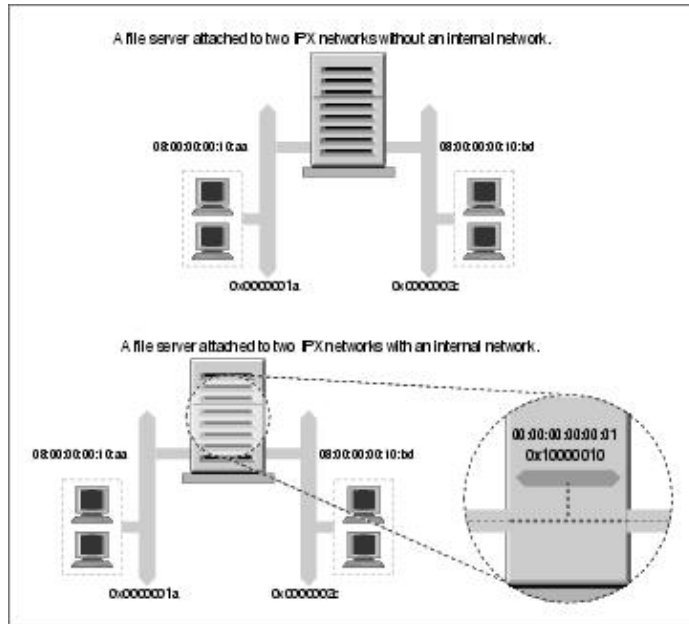 A file server attached to two IPX networks without an internal network.
08:00:00:00:10:aa
08:00:00:00:10:bd
0x0000001a
0x0000002c
A file server attached to two IPX networks with an internal network.
00:00:00:00:00:01
0x10000010
08:00:00:00:10:aa
08:00:00:00:10:bd
0x0000001a
0x0000002c